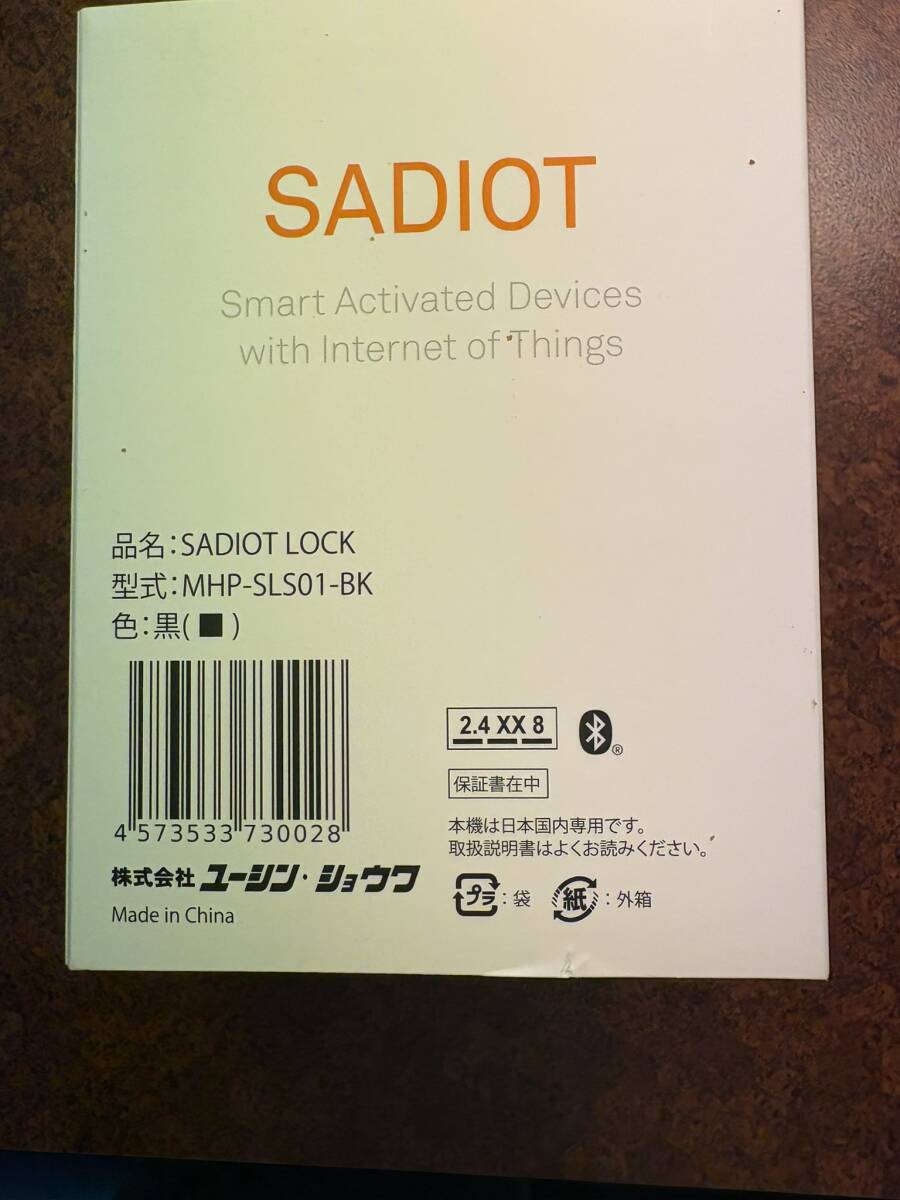 SADIOT
Smart Activated Devices
with Internet of Things
品名:SADIOT LOCK
型式:MHP-SLS01-BK
色:黒(■)
4 573533 730028
株式会社 ユーシン・ショウワ
Made in China
2.4 XX 8
®
保証書在中
本機は日本国内専用です。
取扱説明書はよくお読みください。
プラ:袋 紙:外箱